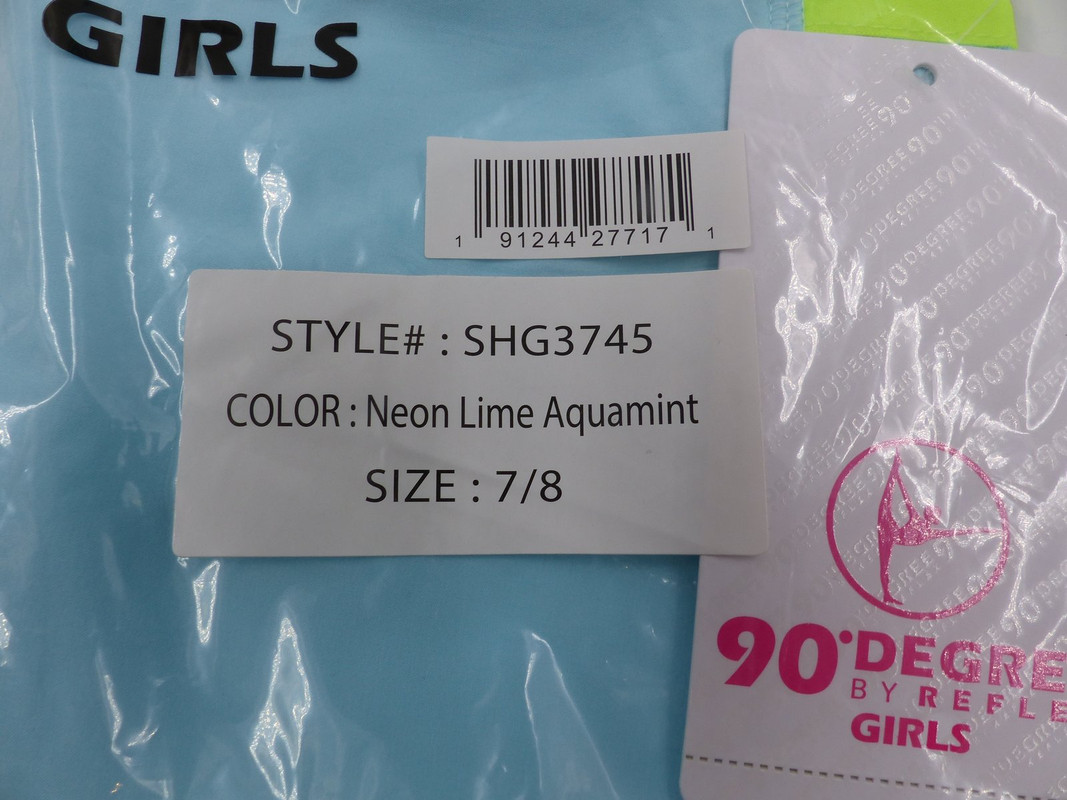 GIRLS
1 91244 27717 1
STYLE# : SHG3745
COLOR : Neon Lime Aquamint
SIZE : 7/8
90°DEGRE
BY REFLE
GIRLS